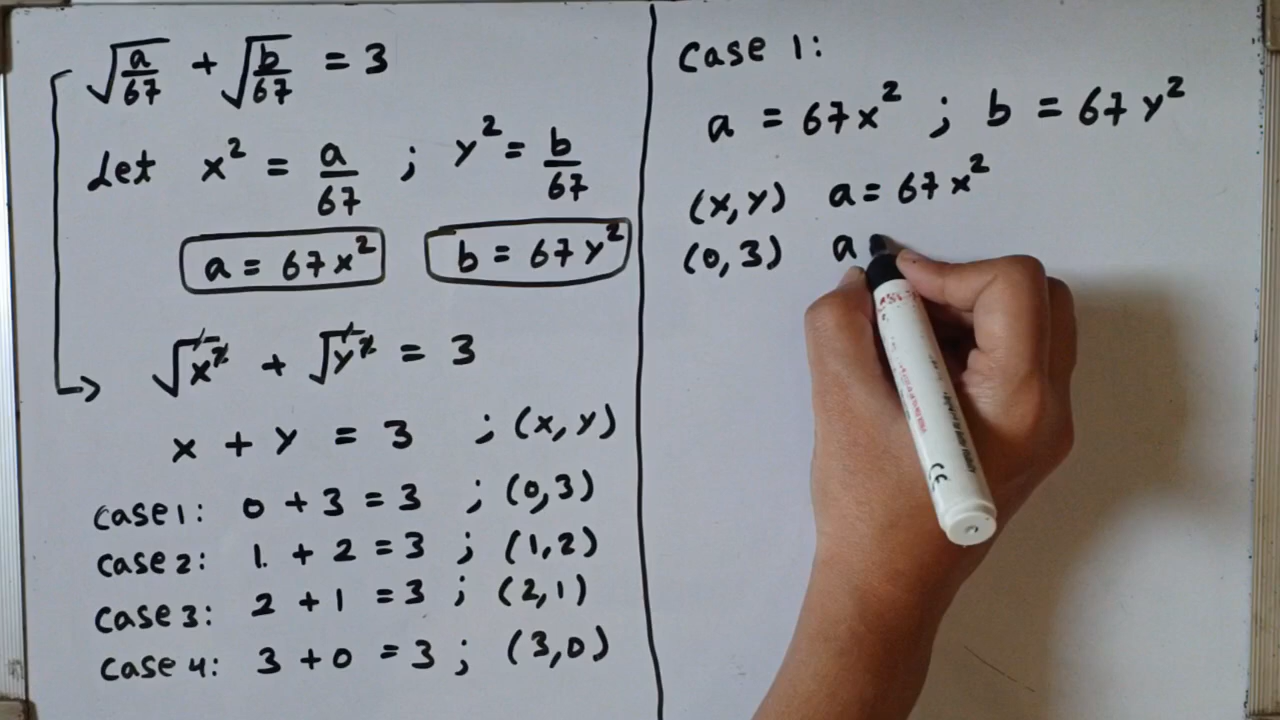 √(a/67) + √(b/67) = 3
Let x² = a/67 ; y² = b/67
a = 67x² b = 67y²
√x² + √y² = 3
x + y = 3 ; (x, y)
case 1: 0 + 3 = 3 ; (0,3)
case 2: 1. + 2 = 3 ; (1,2)
case 3: 2 + 1 = 3 ; (2,1)
case 4: 3 + 0 = 3 ; (3,0)
Case 1:
a = 67x² ; b = 67y²
(x, y) a = 67x²
(0, 3) a
CE